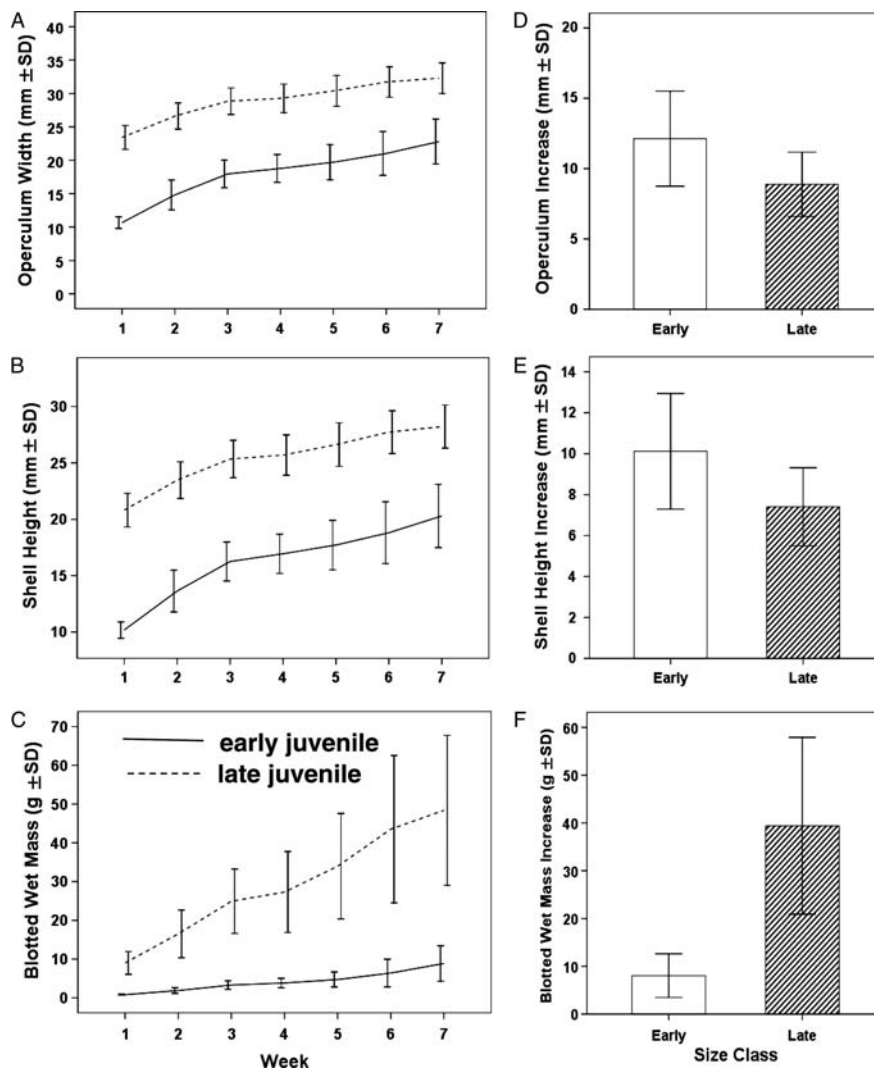 A
Operculum Width (mm ±SD)
40
35
30
25
20
15
10
5
0
1 2 3 4 5 6 7
D
Operculum Increase (mm ±SD)
20
15
10
5
0
Early Late
B
Shell Height (mm ±SD)
30
25
20
15
10
1 2 3 4 5 6 7
E
Shell Height Increase (mm ±SD)
14
12
10
8
6
4
2
0
Early Late
C
Blotted Wet Mass (g ±SD)
70
60
50
40
30
20
10
0
early juvenile
late juvenile
1 2 3 4 5 6 7
Week
F
Blotted Wet Mass Increase (g ±SD)
60
50
40
30
20
10
0
Early Late
Size Class